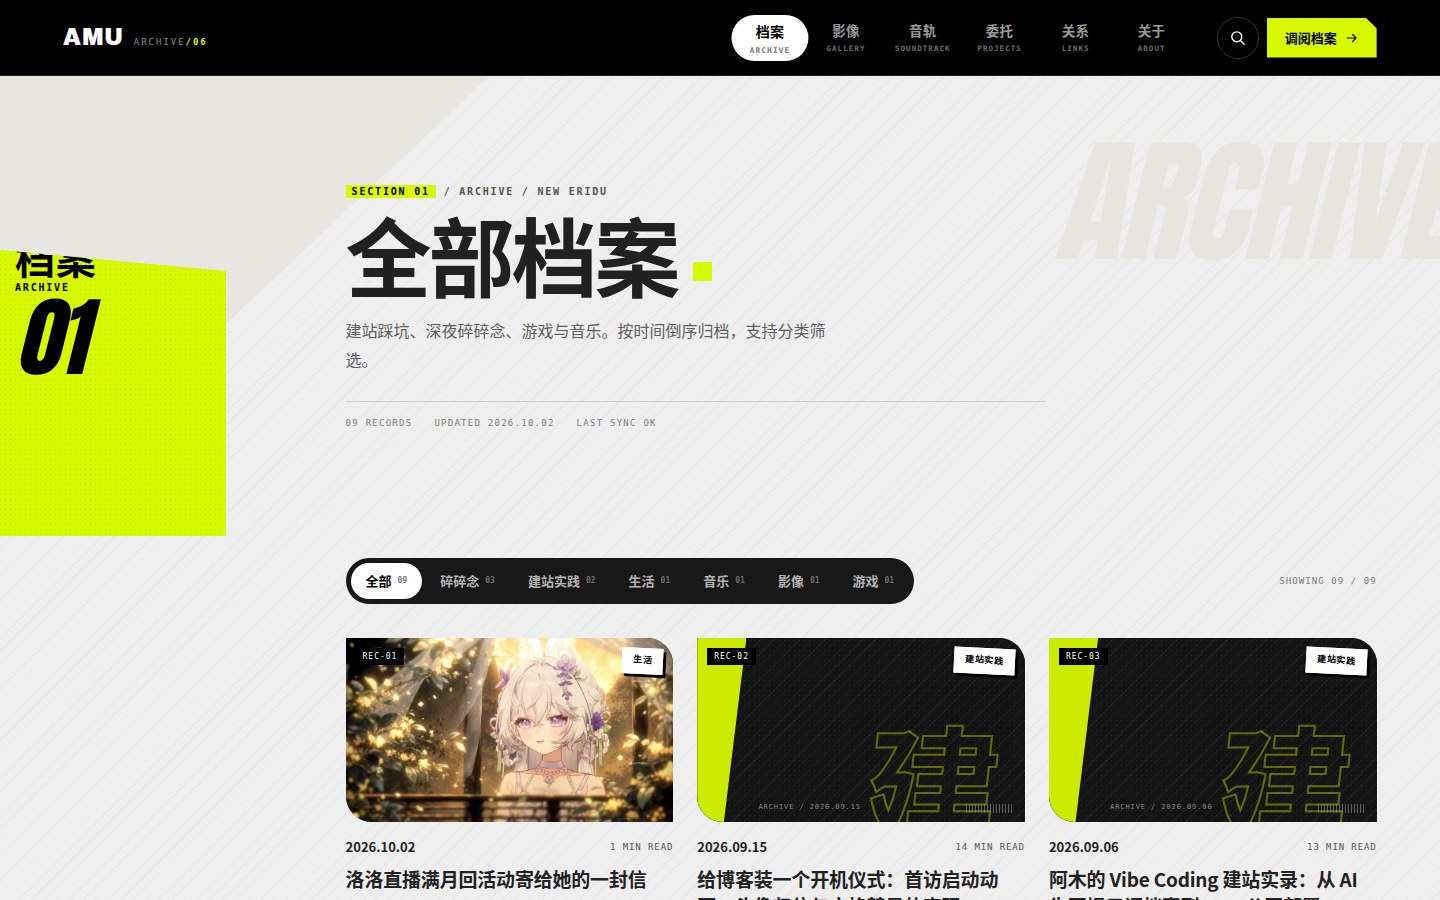 AMU ARCHIVE/06
档案 影像 音轨 委托 关系 关于
ARCHIVE GALLERY SOUNDTRACK PROJECTS LINKS ABOUT
调阅档案
ARCHIVE
SECTION 01 / ARCHIVE / NEW ERIDU
全部档案
建站踩坑、深夜碎碎念、游戏与音乐。按时间倒序归档，支持分类筛
选。
09 RECORDS UPDATED 2026.10.02 LAST SYNC OK
档案
ARCHIVE
01
全部 09 碎碎念 03 建站实践 02 生活 01 音乐 01 影像 01 游戏 01
SHOWING 09 / 09
REC-01 生活
2026.10.02 1 MIN READ
洛洛直播满月回活动寄给她的一封信
REC-02 建站实践
建
ARCHIVE / 2026.09.15
2026.09.15 14 MIN READ
给博客装一个开机仪式：首访启动动
REC-03 建站实践
建
ARCHIVE / 2026.09.06
2026.09.06 13 MIN READ
阿木的 Vibe Coding 建站实录：从 AI